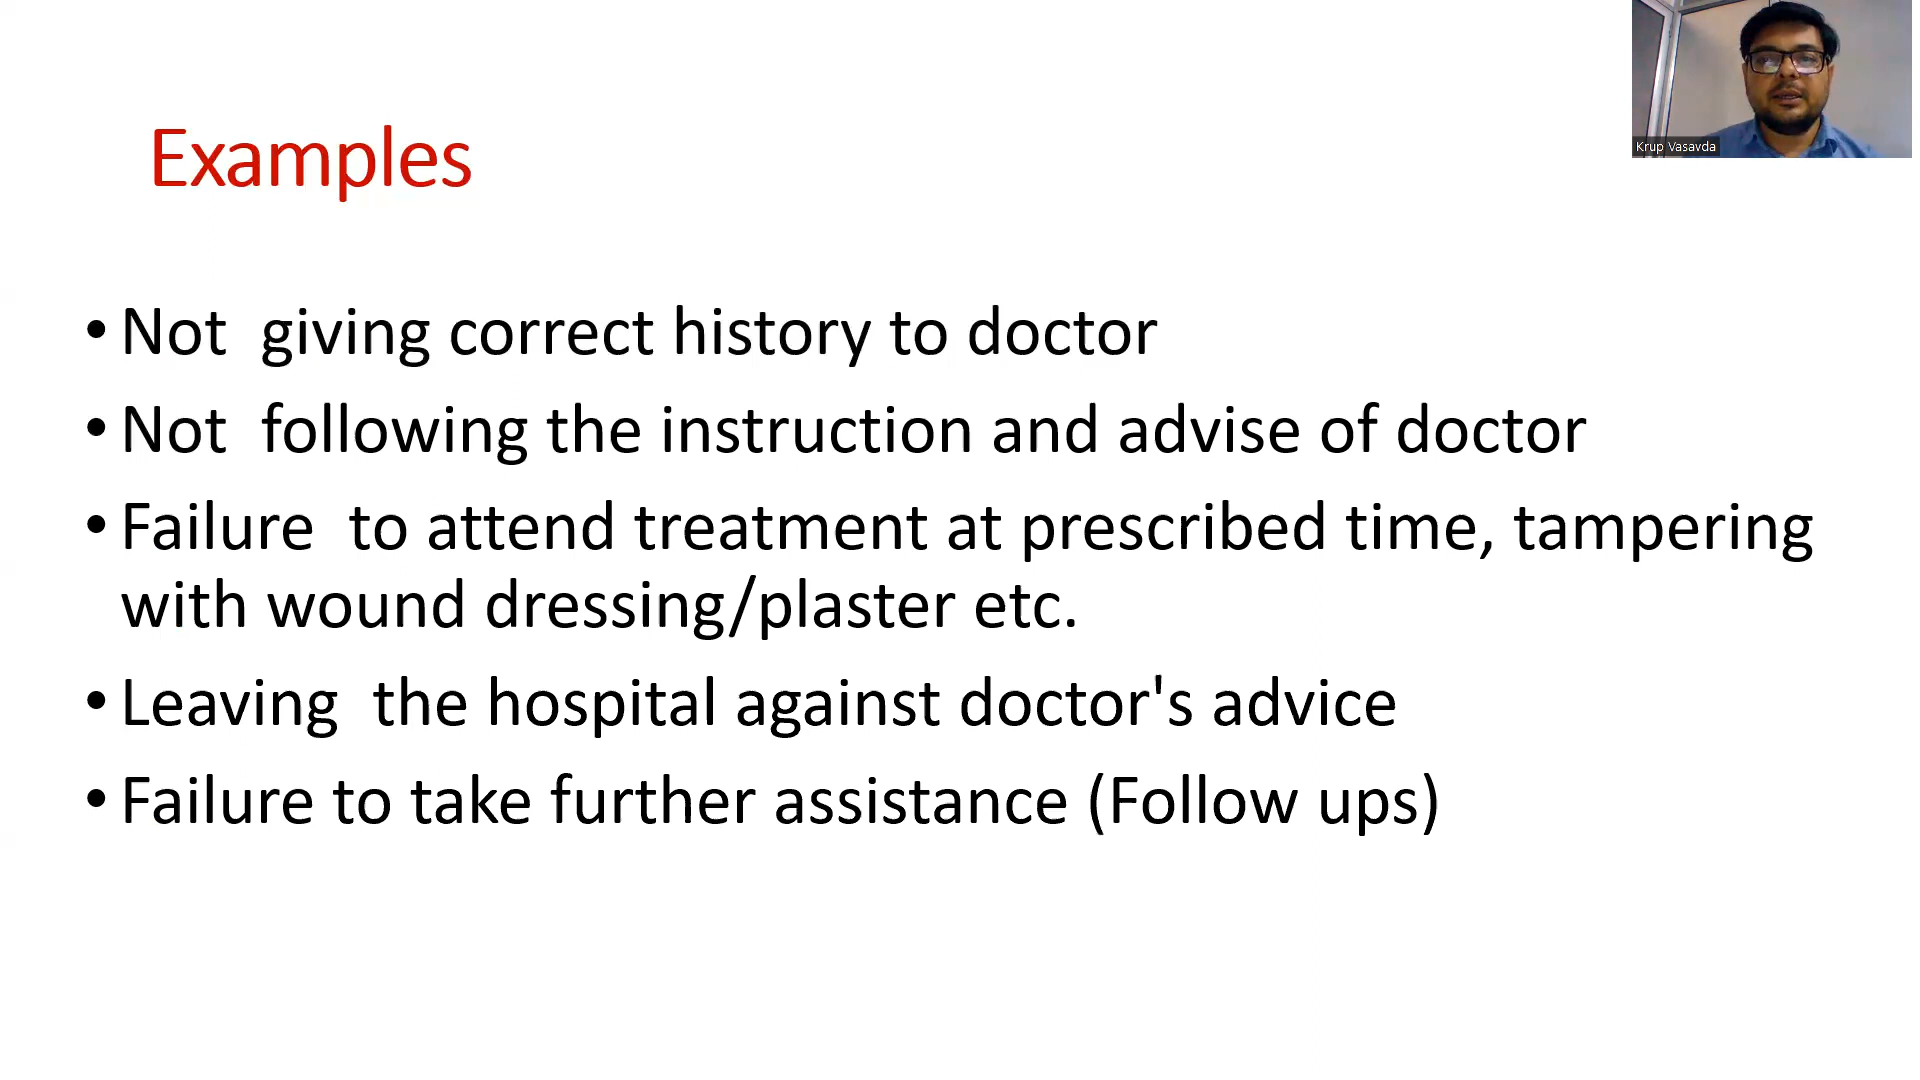 Krup Vasavda
Examples
• Not giving correct history to doctor
• Not following the instruction and advise of doctor
• Failure to attend treatment at prescribed time, tampering
with wound dressing/plaster etc.
• Leaving the hospital against doctor's advice
• Failure to take further assistance (Follow ups)